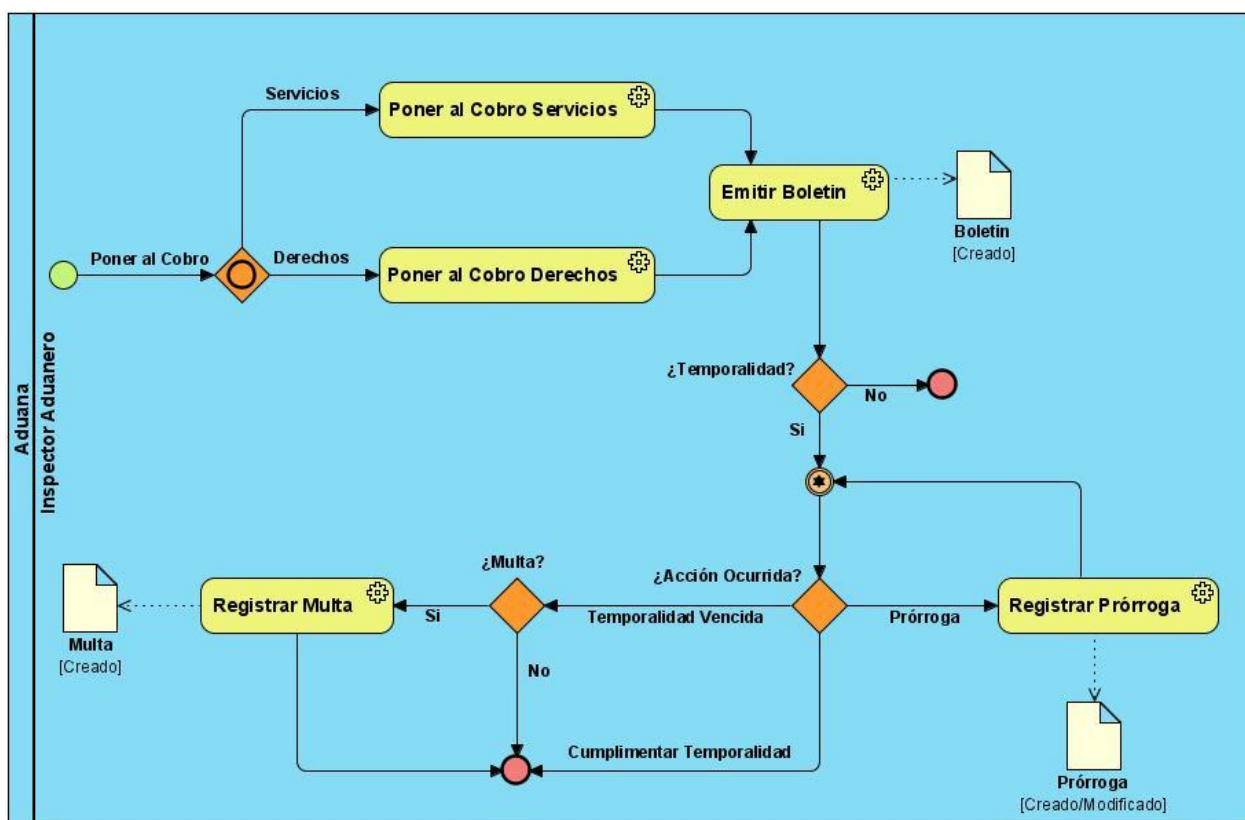 Aduana
Inspector Aduanero
Servicios
Poner al Cobro Servicios
Emitir Boletin
Boletin
[Creado]
Poner al Cobro
Derechos
Poner al Cobro Derechos
¿Temporalidad?
No
Si
¿Multa?
¿Acción Ocurrida?
Registrar Multa
Si
Temporalidad Vencida
Prórroga
Registrar Prórroga
Multa
[Creado]
No
Cumplimentar Temporalidad
Prórroga
[Creado/Modificado]